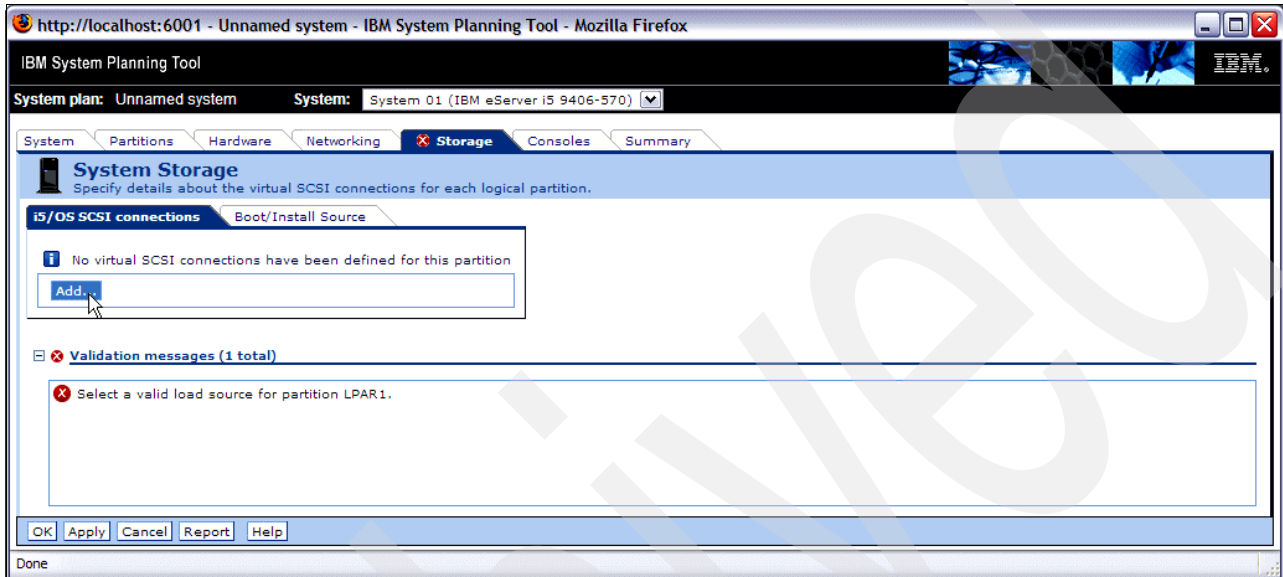 http://localhost:6001 - Unnamed system - IBM System Planning Tool - Mozilla Firefox
IBM System Planning Tool
IBM.
System plan: Unnamed system System: System 01 (IBM eServer i5 9406-570)
System Partitions Hardware Networking Storage Consoles Summary
System Storage
Specify details about the virtual SCSI connections for each logical partition.
i5/OS SCSI connections Boot/Install Source
No virtual SCSI connections have been defined for this partition
Add...
Validation messages (1 total)
Select a valid load source for partition LPAR1.
OK Apply Cancel Report Help
Done